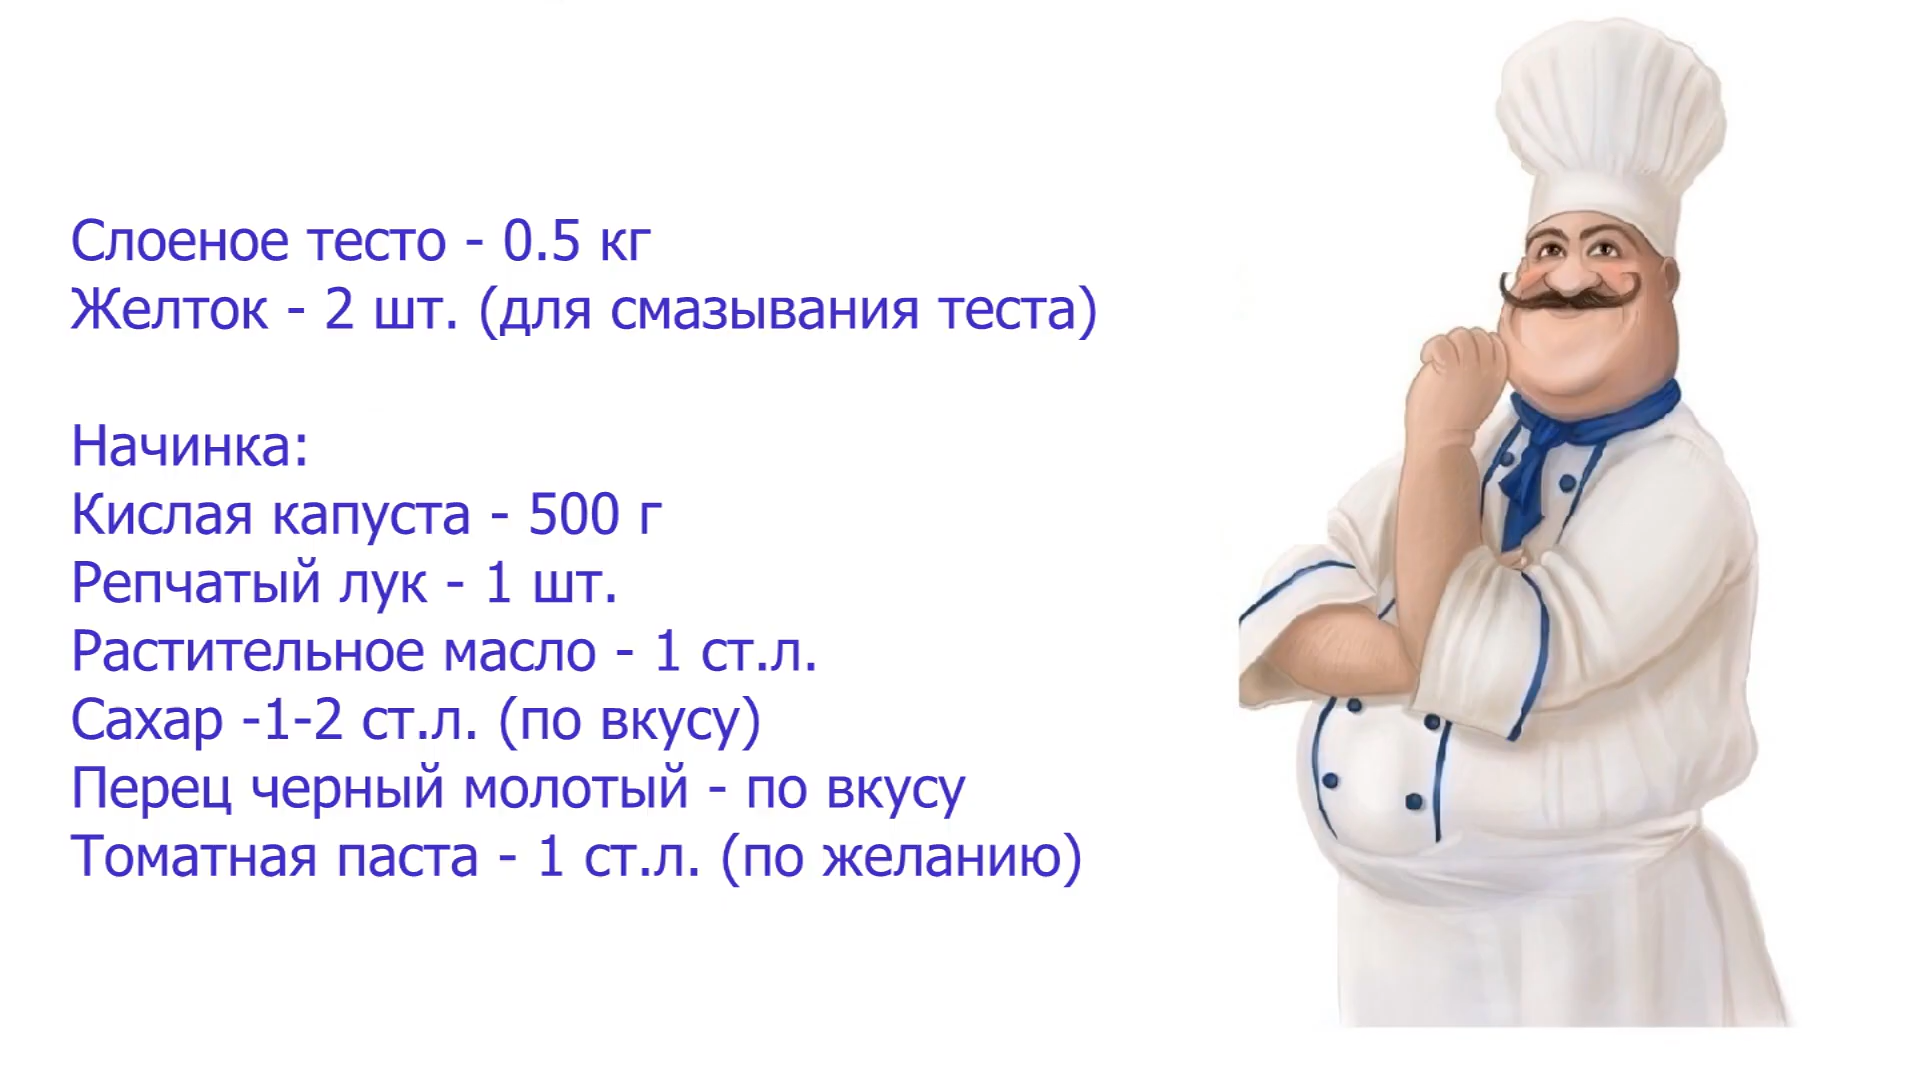 Слоеное тесто - 0.5 кг
Желток - 2 шт. (для смазывания теста)
Начинка:
Кислая капуста - 500 г
Репчатый лук - 1 шт.
Растительное масло - 1 ст.л.
Сахар -1-2 ст.л. (по вкусу)
Перец черный молотый - по вкусу
Томатная паста - 1 ст.л. (по желанию)